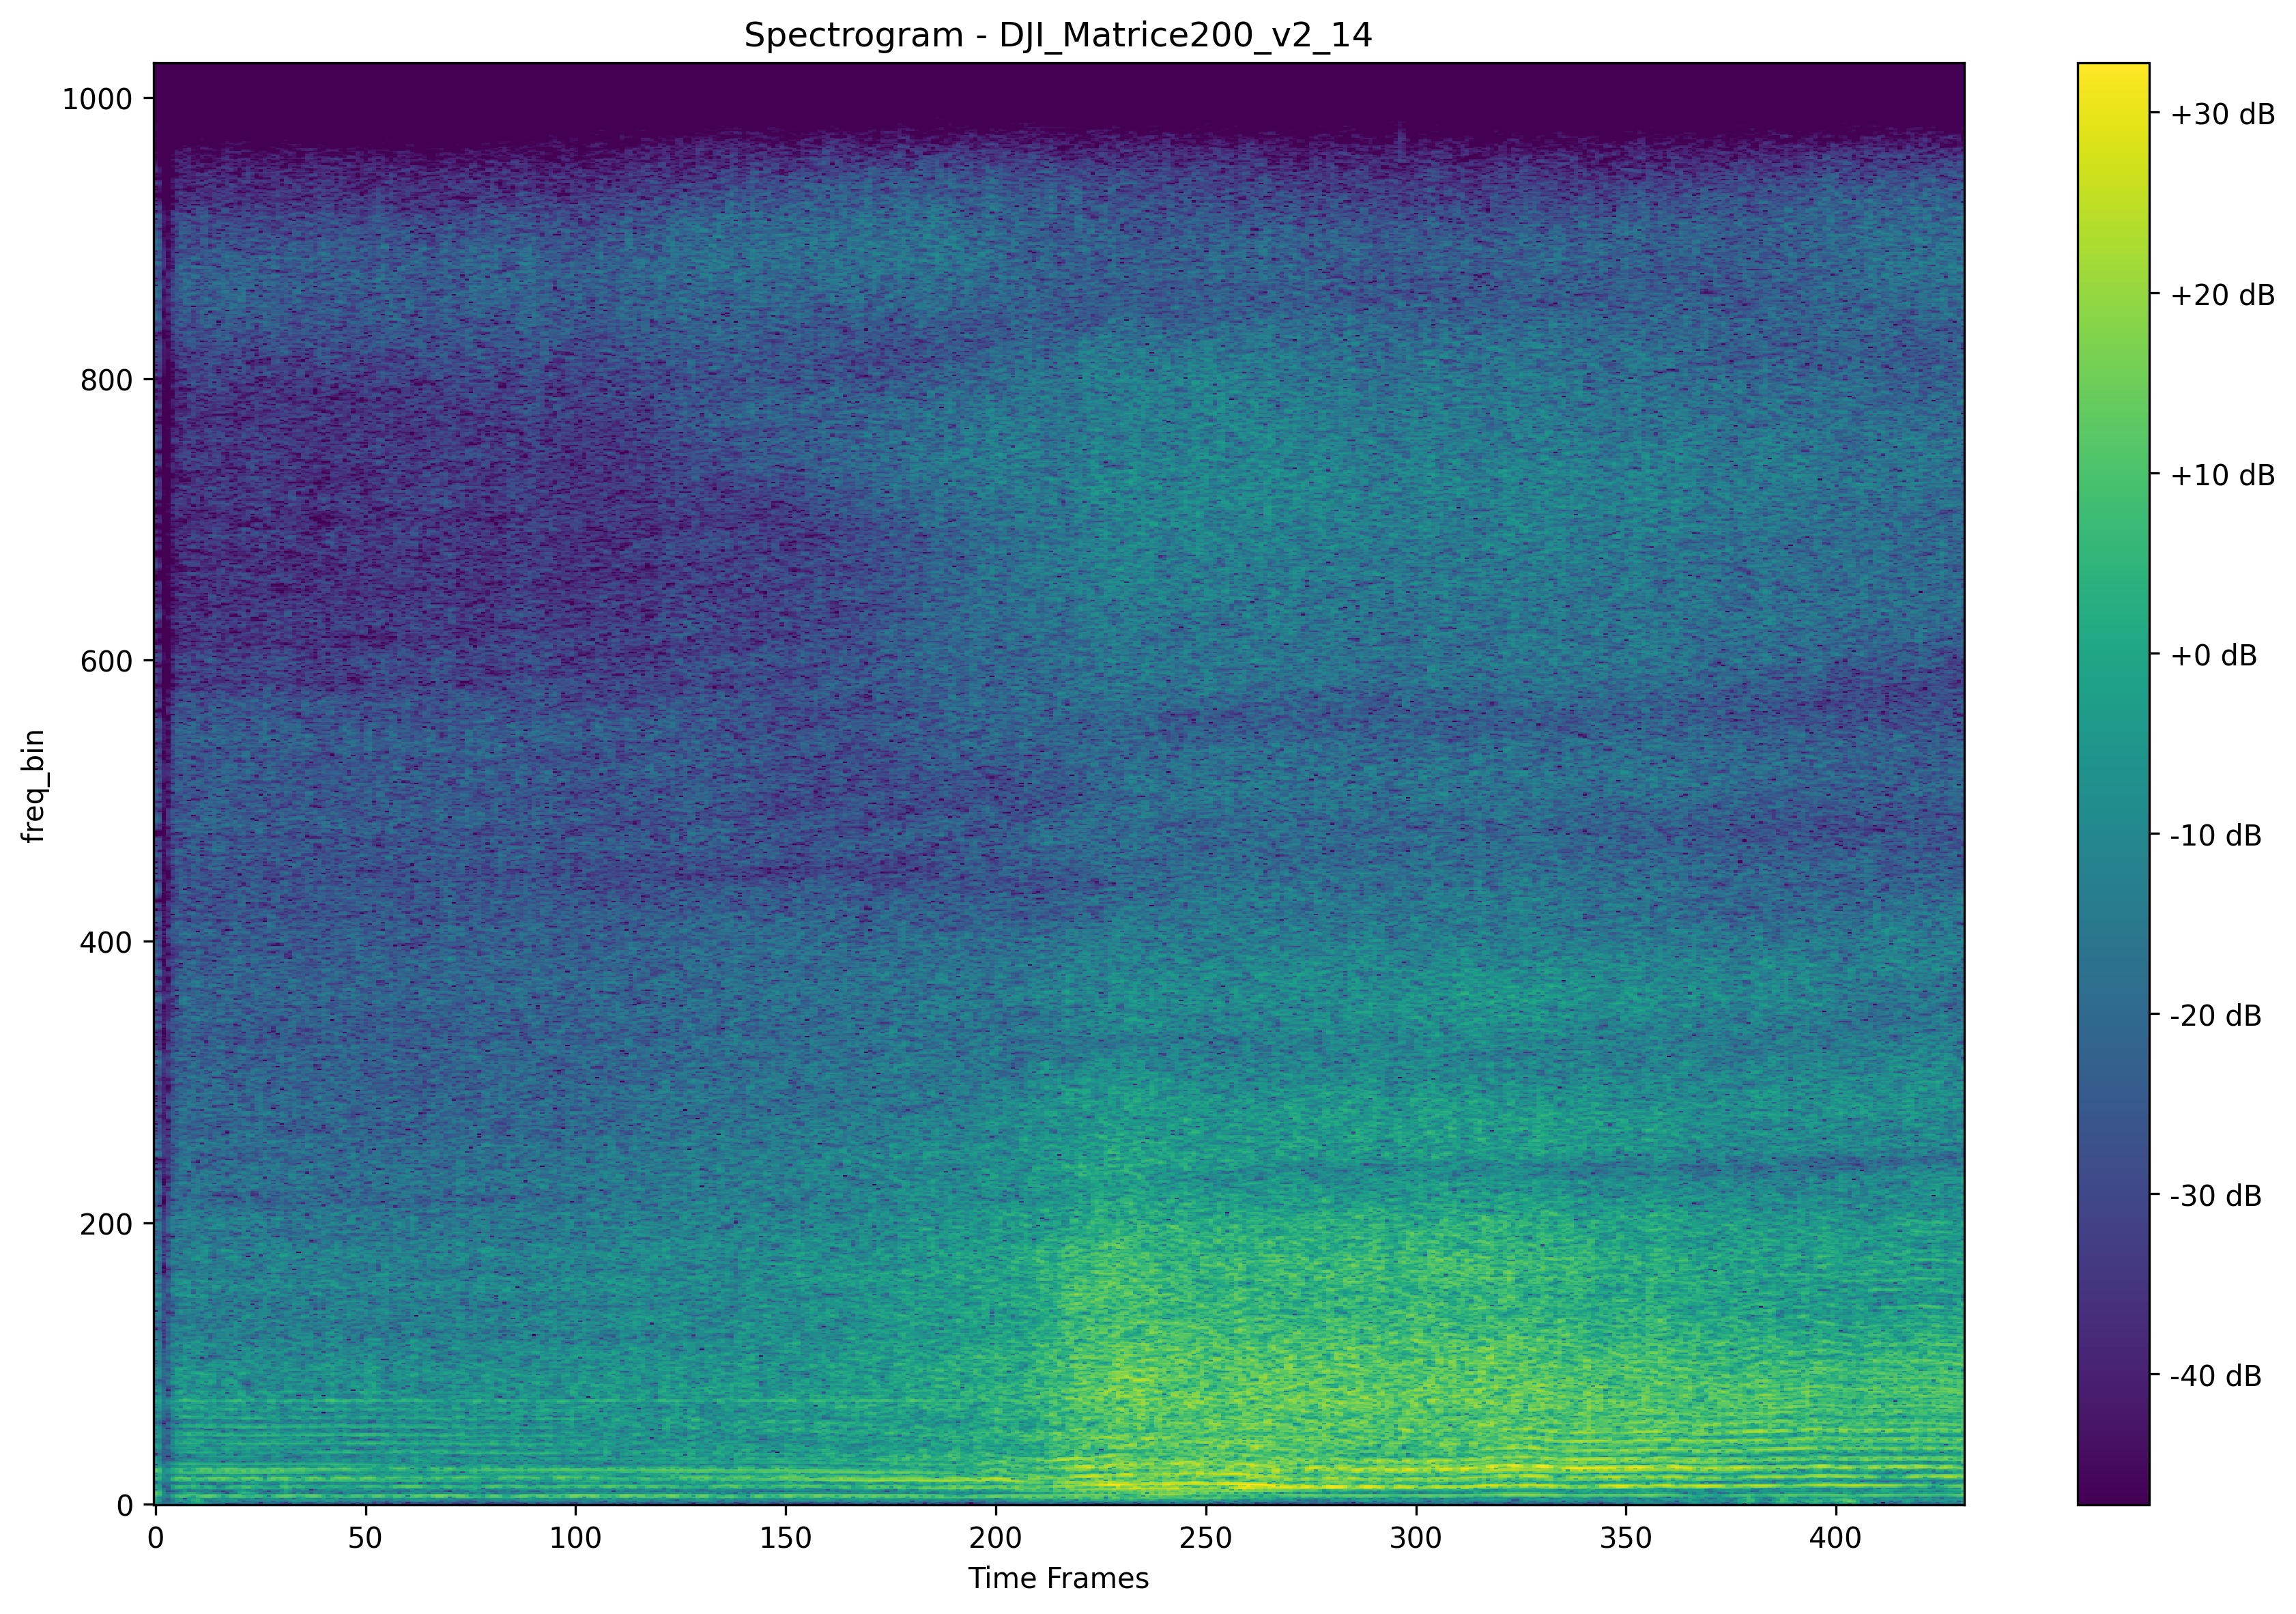 Spectrogram - DJI_Matrice200_v2_14
1000
800
600
400
200
0
freq_bin
0 50 100 150 200 250 300 350 400
Time Frames
+30 dB
+20 dB
+10 dB
+0 dB
-10 dB
-20 dB
-30 dB
-40 dB